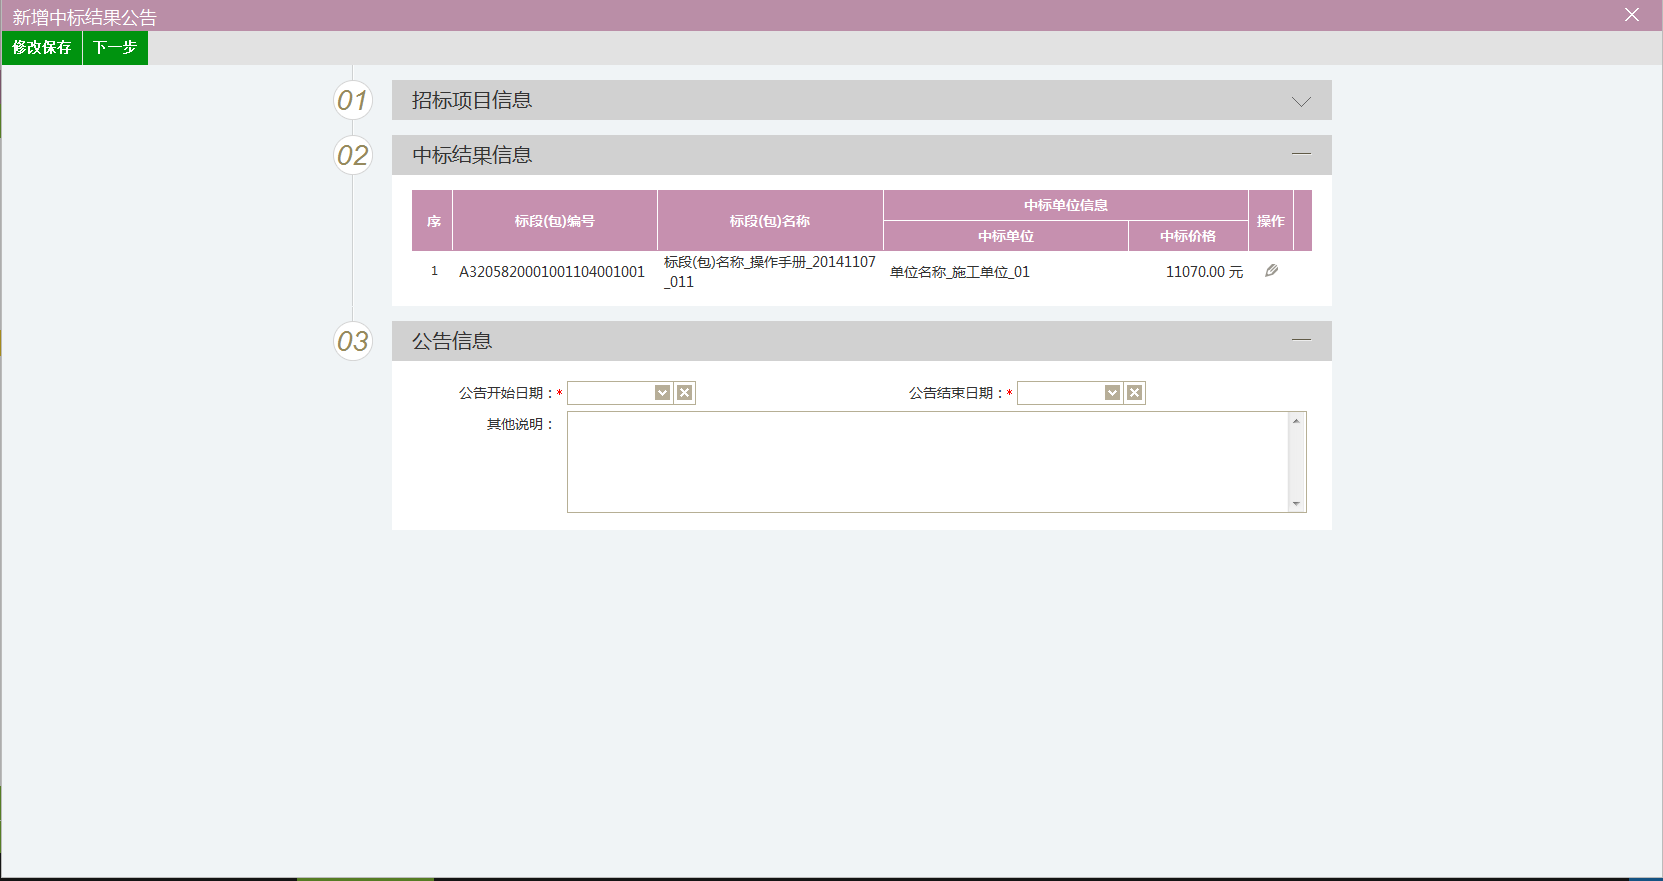 新增中标结果公告
修改保存 下一步
01 招标项目信息
02 中标结果信息
序 标段(包)编号 标段(包)名称 中标单位信息 操作
中标单位 中标价格
1 A3205820001001104001001 标段(包)名称_操作手册_20141107 单位名称_施工单位_01 11070.00 元
_011
03 公告信息
公告开始日期：* 公告结束日期：*
其他说明：